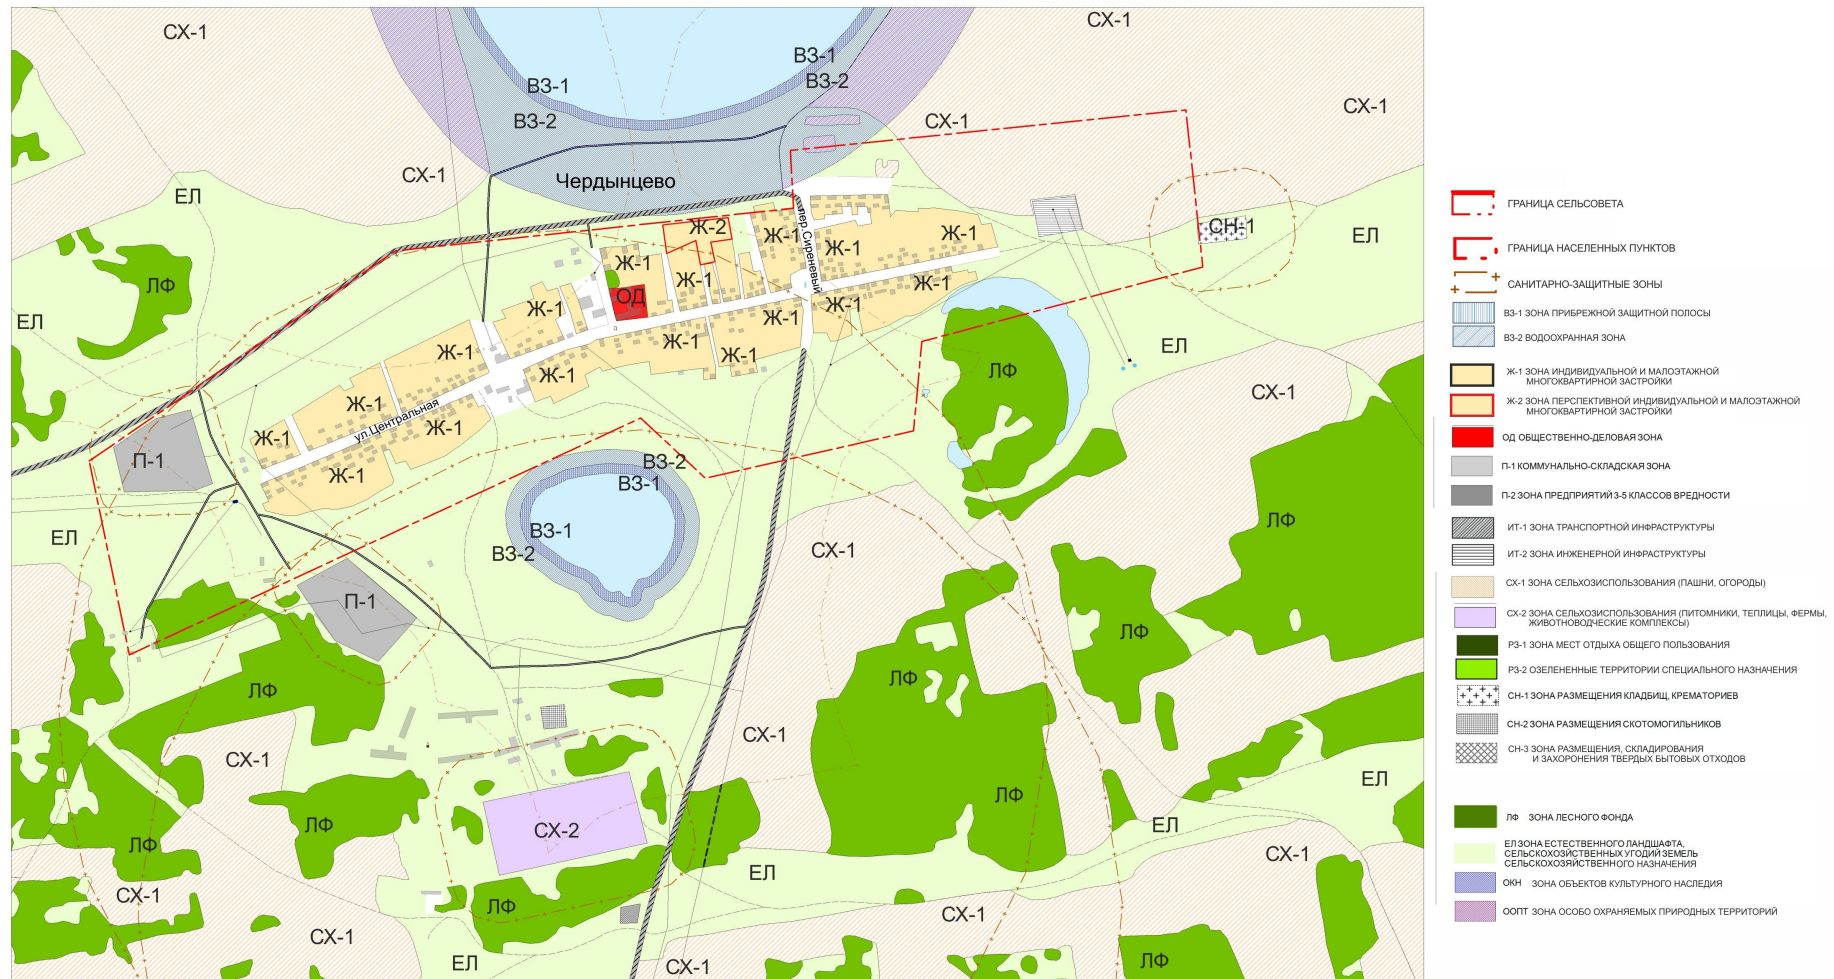 СХ-1
СХ-1
ВЗ-1
ВЗ-2
ВЗ-1
ВЗ-2
СХ-1
СХ-1
СХ-1
Чердынцево
ЕЛ
Ж-2
Ж-1
Ж-1
Ж-1
СН-1
ЕЛ
пер.Сиреневый
Ж-1
Ж-1
Ж-1
ЛФ
ОД
Ж-1
Ж-1
Ж-1
ЕЛ
Ж-1
Ж-1
Ж-1
Ж-1
ЕЛ
ЛФ
Ж-1
СХ-1
Ж-1
ул.Центральная
Ж-1
Ж-1
П-1
Ж-1
ВЗ-2
ВЗ-1
ЕЛ
ВЗ-1
ВЗ-2
СХ-1
ЛФ
П-1
ЛФ
ЛФ
ЛФ
СХ-1
СХ-1
ЕЛ
ЛФ
ЛФ
СХ-2
ЕЛ
ЛФ
СХ-1
ЕЛ
СХ-1
ЛФ
СХ-1
СХ-1
ЕЛ
СХ-1
ЛФ
ГРАНИЦА СЕЛЬСОВЕТА
ГРАНИЦА НАСЕЛЕННЫХ ПУНКТОВ
САНИТАРНО-ЗАЩИТНЫЕ ЗОНЫ
ВЗ-1 ЗОНА ПРИБРЕЖНОЙ ЗАЩИТНОЙ ПОЛОСЫ
ВЗ-2 ВОДООХРАННАЯ ЗОНА
Ж-1 ЗОНА ИНДИВИДУАЛЬНОЙ И МАЛОЭТАЖНОЙ
МНОГОКВАРТИРНОЙ ЗАСТРОЙКИ
Ж-2 ЗОНА ПЕРСПЕКТИВНОЙ ИНДИВИДУАЛЬНОЙ И МАЛОЭТАЖНОЙ
МНОГОКВАРТИРНОЙ ЗАСТРОЙКИ
ОД ОБЩЕСТВЕННО-ДЕЛОВАЯ ЗОНА
П-1 КОММУНАЛЬНО-СКЛАДСКАЯ ЗОНА
П-2 ЗОНА ПРЕДПРИЯТИЙ 3-5 КЛАССОВ ВРЕДНОСТИ
ИТ-1 ЗОНА ТРАНСПОРТНОЙ ИНФРАСТРУКТУРЫ
ИТ-2 ЗОНА ИНЖЕНЕРНОЙ ИНФРАСТРУКТУРЫ
СХ-1 ЗОНА СЕЛЬХОЗИСПОЛЬЗОВАНИЯ (ПАШНИ, ОГОРОДЫ)
СХ-2 ЗОНА СЕЛЬХОЗИСПОЛЬЗОВАНИЯ (ПИТОМНИКИ, ТЕПЛИЦЫ, ФЕРМЫ,
ЖИВОТНОВОДЧЕСКИЕ КОМПЛЕКСЫ)
РЗ-1 ЗОНА МЕСТ ОТДЫХА ОБЩЕГО ПОЛЬЗОВАНИЯ
РЗ-2 ОЗЕЛЕНЕННЫЕ ТЕРРИТОРИИ СПЕЦИАЛЬНОГО НАЗНАЧЕНИЯ
СН-1 ЗОНА РАЗМЕЩЕНИЯ КЛАДБИЩ, КРЕМАТОРИЕВ
СН-2 ЗОНА РАЗМЕЩЕНИЯ СКОТОМОГИЛЬНИКОВ
СН-3 ЗОНА РАЗМЕЩЕНИЯ, СКЛАДИРОВАНИЯ
И ЗАХОРОНЕНИЯ ТВЕРДЫХ БЫТОВЫХ ОТХОДОВ
ЛФ ЗОНА ЛЕСНОГО ФОНДА
ЕЛ ЗОНА ЕСТЕСТВЕННОГО ЛАНДШАФТА,
СЕЛЬСКОХОЗЙСТВЕННЫХ УГОДИЙ ЗЕМЕЛЬ
СЕЛЬСКОХОЗЯЙСТВЕННОГО НАЗНАЧЕНИЯ
ОКН ЗОНА ОБЪЕКТОВ КУЛЬТУРНОГО НАСЛЕДИЯ
ООПТ ЗОНА ОСОБО ОХРАНЯЕМЫХ ПРИРОДНЫХ ТЕРРИТОРИЙ